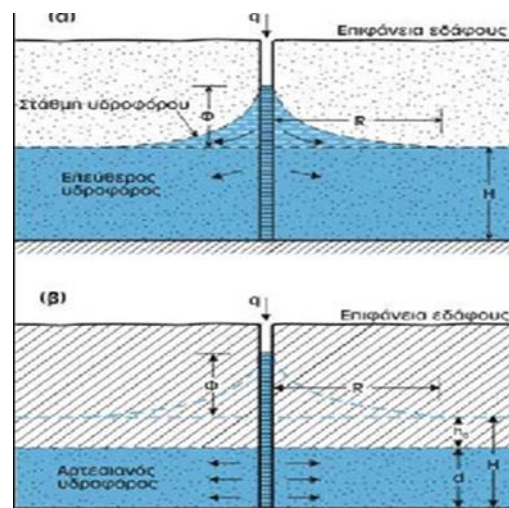 (α)
q
Επιφάνεια εδάφους
Στάθμη υδροφόρου
Φ
R
Ελεύθερος
υδροφόρος
H
(β)
q
Επιφάνεια εδάφους
Φ
R
H
d
Αρτεσιανός
υδροφόρος